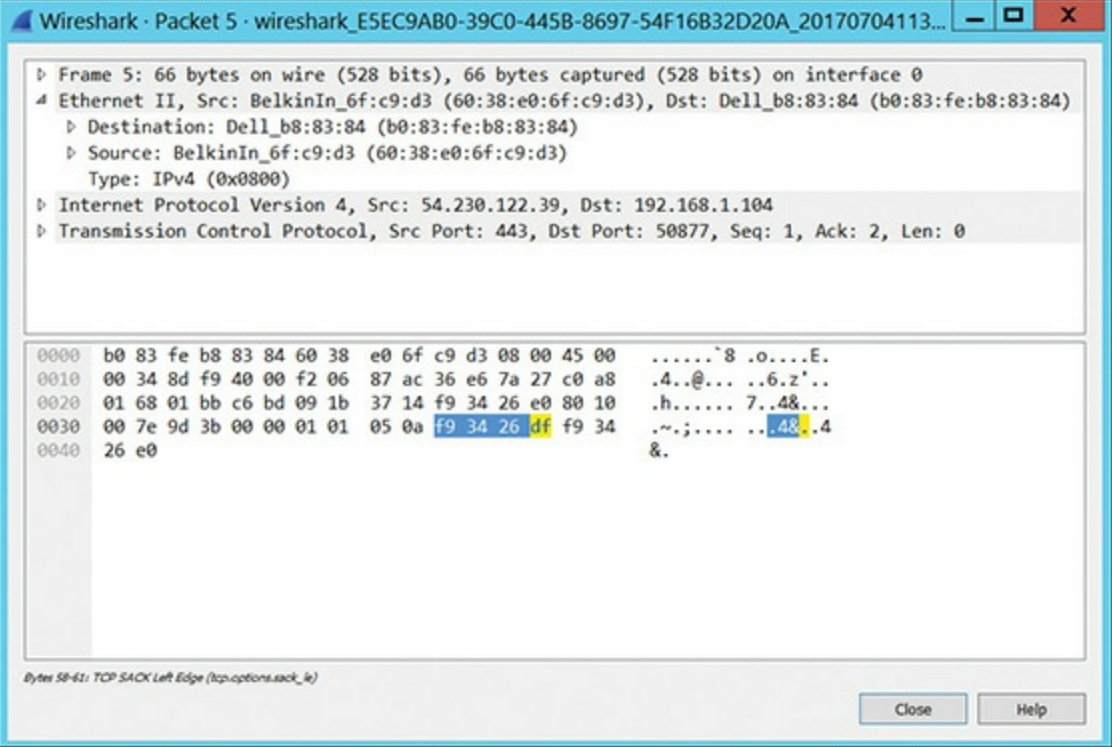 Wireshark · Packet 5 · wireshark_E5EC9AB0-39C0-445B-8697-54F16B32D20A_20170704113...
Frame 5: 66 bytes on wire (528 bits), 66 bytes captured (528 bits) on interface 0
Ethernet II, Src: BelkinIn_6f:c9:d3 (60:38:e0:6f:c9:d3), Dst: Dell_b8:83:84 (b0:83:fe:b8:83:84)
Destination: Dell_b8:83:84 (b0:83:fe:b8:83:84)
Source: BelkinIn_6f:c9:d3 (60:38:e0:6f:c9:d3)
Type: IPv4 (0x0800)
Internet Protocol Version 4, Src: 54.230.122.39, Dst: 192.168.1.104
Transmission Control Protocol, Src Port: 443, Dst Port: 50877, Seq: 1, Ack: 2, Len: 0
0000 b0 83 fe b8 83 84 60 38 e0 6f c9 d3 08 00 45 00 ......`8 .o....E.
0010 00 34 8d f9 40 00 f2 06 87 ac 36 e6 7a 27 c0 a8 .4..@... ..6.z'..
0020 01 68 01 bb c6 bd 09 1b 37 14 f9 34 26 e0 80 10 .h...... 7..4&...
0030 00 7e 9d 3b 00 00 01 01 05 0a f9 34 26 df f9 34 .~.;.... ...4&..4
0040 26 e0 &.
Bytes 58-61: TCP SACK Left Edge (tcp.options.sack_le)
Close Help